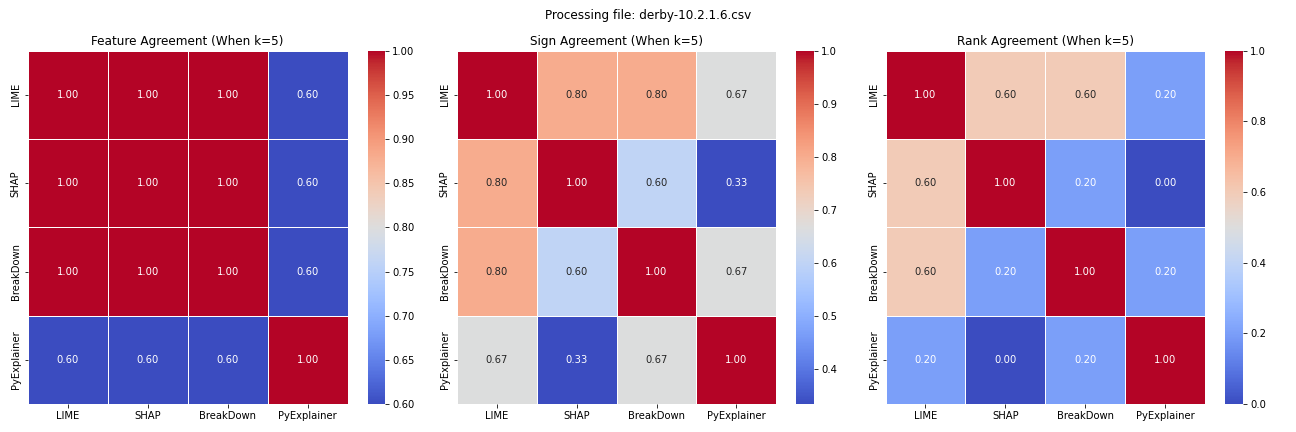 Processing file: derby-10.2.1.6.csv
Feature Agreement (When k=5)
LIME
SHAP
BreakDown
PyExplainer
1.00 1.00 1.00 0.60
1.00 1.00 1.00 0.60
1.00 1.00 1.00 0.60
0.60 0.60 0.60 1.00
LIME SHAP BreakDown PyExplainer
1.00
0.95
0.90
0.85
0.80
0.75
0.70
0.65
0.60
Sign Agreement (When k=5)
LIME
SHAP
BreakDown
PyExplainer
1.00 0.80 0.80 0.67
0.80 1.00 0.60 0.33
0.80 0.60 1.00 0.67
0.67 0.33 0.67 1.00
LIME SHAP BreakDown PyExplainer
1.0
0.9
0.8
0.7
0.6
0.5
0.4
Rank Agreement (When k=5)
LIME
SHAP
BreakDown
PyExplainer
1.00 0.60 0.60 0.20
0.60 1.00 0.20 0.00
0.60 0.20 1.00 0.20
0.20 0.00 0.20 1.00
LIME SHAP BreakDown PyExplainer
1.0
0.8
0.6
0.4
0.2
0.0